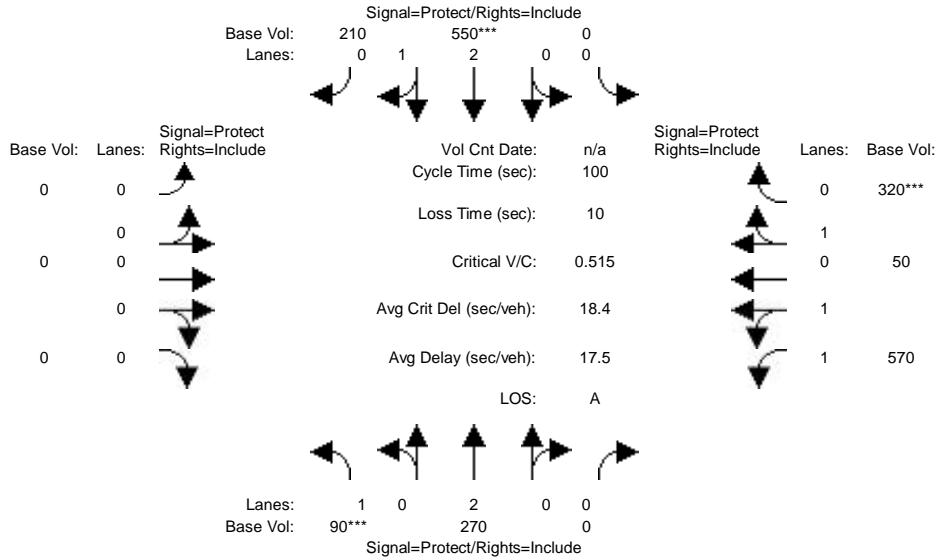 Signal=Protect/Rights=Include
Base Vol: 210 550*** 0
Lanes: 0 1 2 0 0
Signal=Protect
Base Vol: Lanes: Rights=Include
Vol Cnt Date: n/a
Signal=Protect
Rights=Include Lanes: Base Vol:
Cycle Time (sec): 100
0 0
0 320***
Loss Time (sec): 10
0
1
0 0
Critical V/C: 0.515
0 50
0
Avg Crit Del (sec/veh): 18.4
1
0 0
Avg Delay (sec/veh): 17.5
1 570
LOS: A
Lanes: 1 0 2 0 0
Base Vol: 90*** 270 0
Signal=Protect/Rights=Include